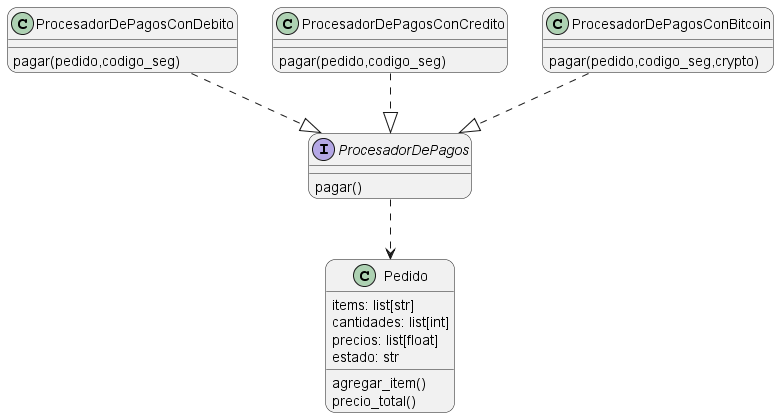 C ProcesadorDePagosConDebito
pagar(pedido,codigo_seg)
C ProcesadorDePagosConCredito
pagar(pedido,codigo_seg)
C ProcesadorDePagosConBitcoin
pagar(pedido,codigo_seg,crypto)
I ProcesadorDePagos
pagar()
C Pedido
items: list[str]
cantidades: list[int]
precios: list[float]
estado: str
agregar_item()
precio_total()